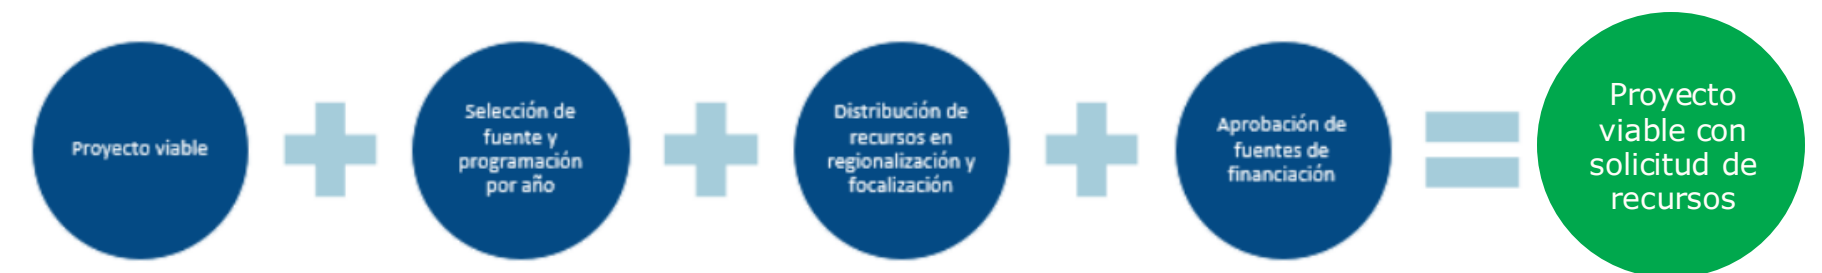 Proyecto viable
Selección de
fuente y
programación
por año
Distribución de
recursos en
regionalización y
focalización
Aprobación de
fuentes de
financiación
Proyecto
viable con
solicitud de
recursos